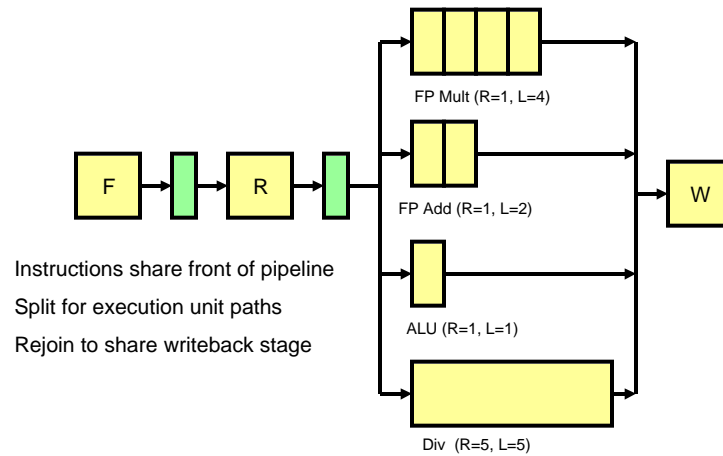 FP Mult (R=1, L=4)
F
R
W
FP Add (R=1, L=2)
Instructions share front of pipeline
Split for execution unit paths
Rejoin to share writeback stage
ALU (R=1, L=1)
Div (R=5, L=5)